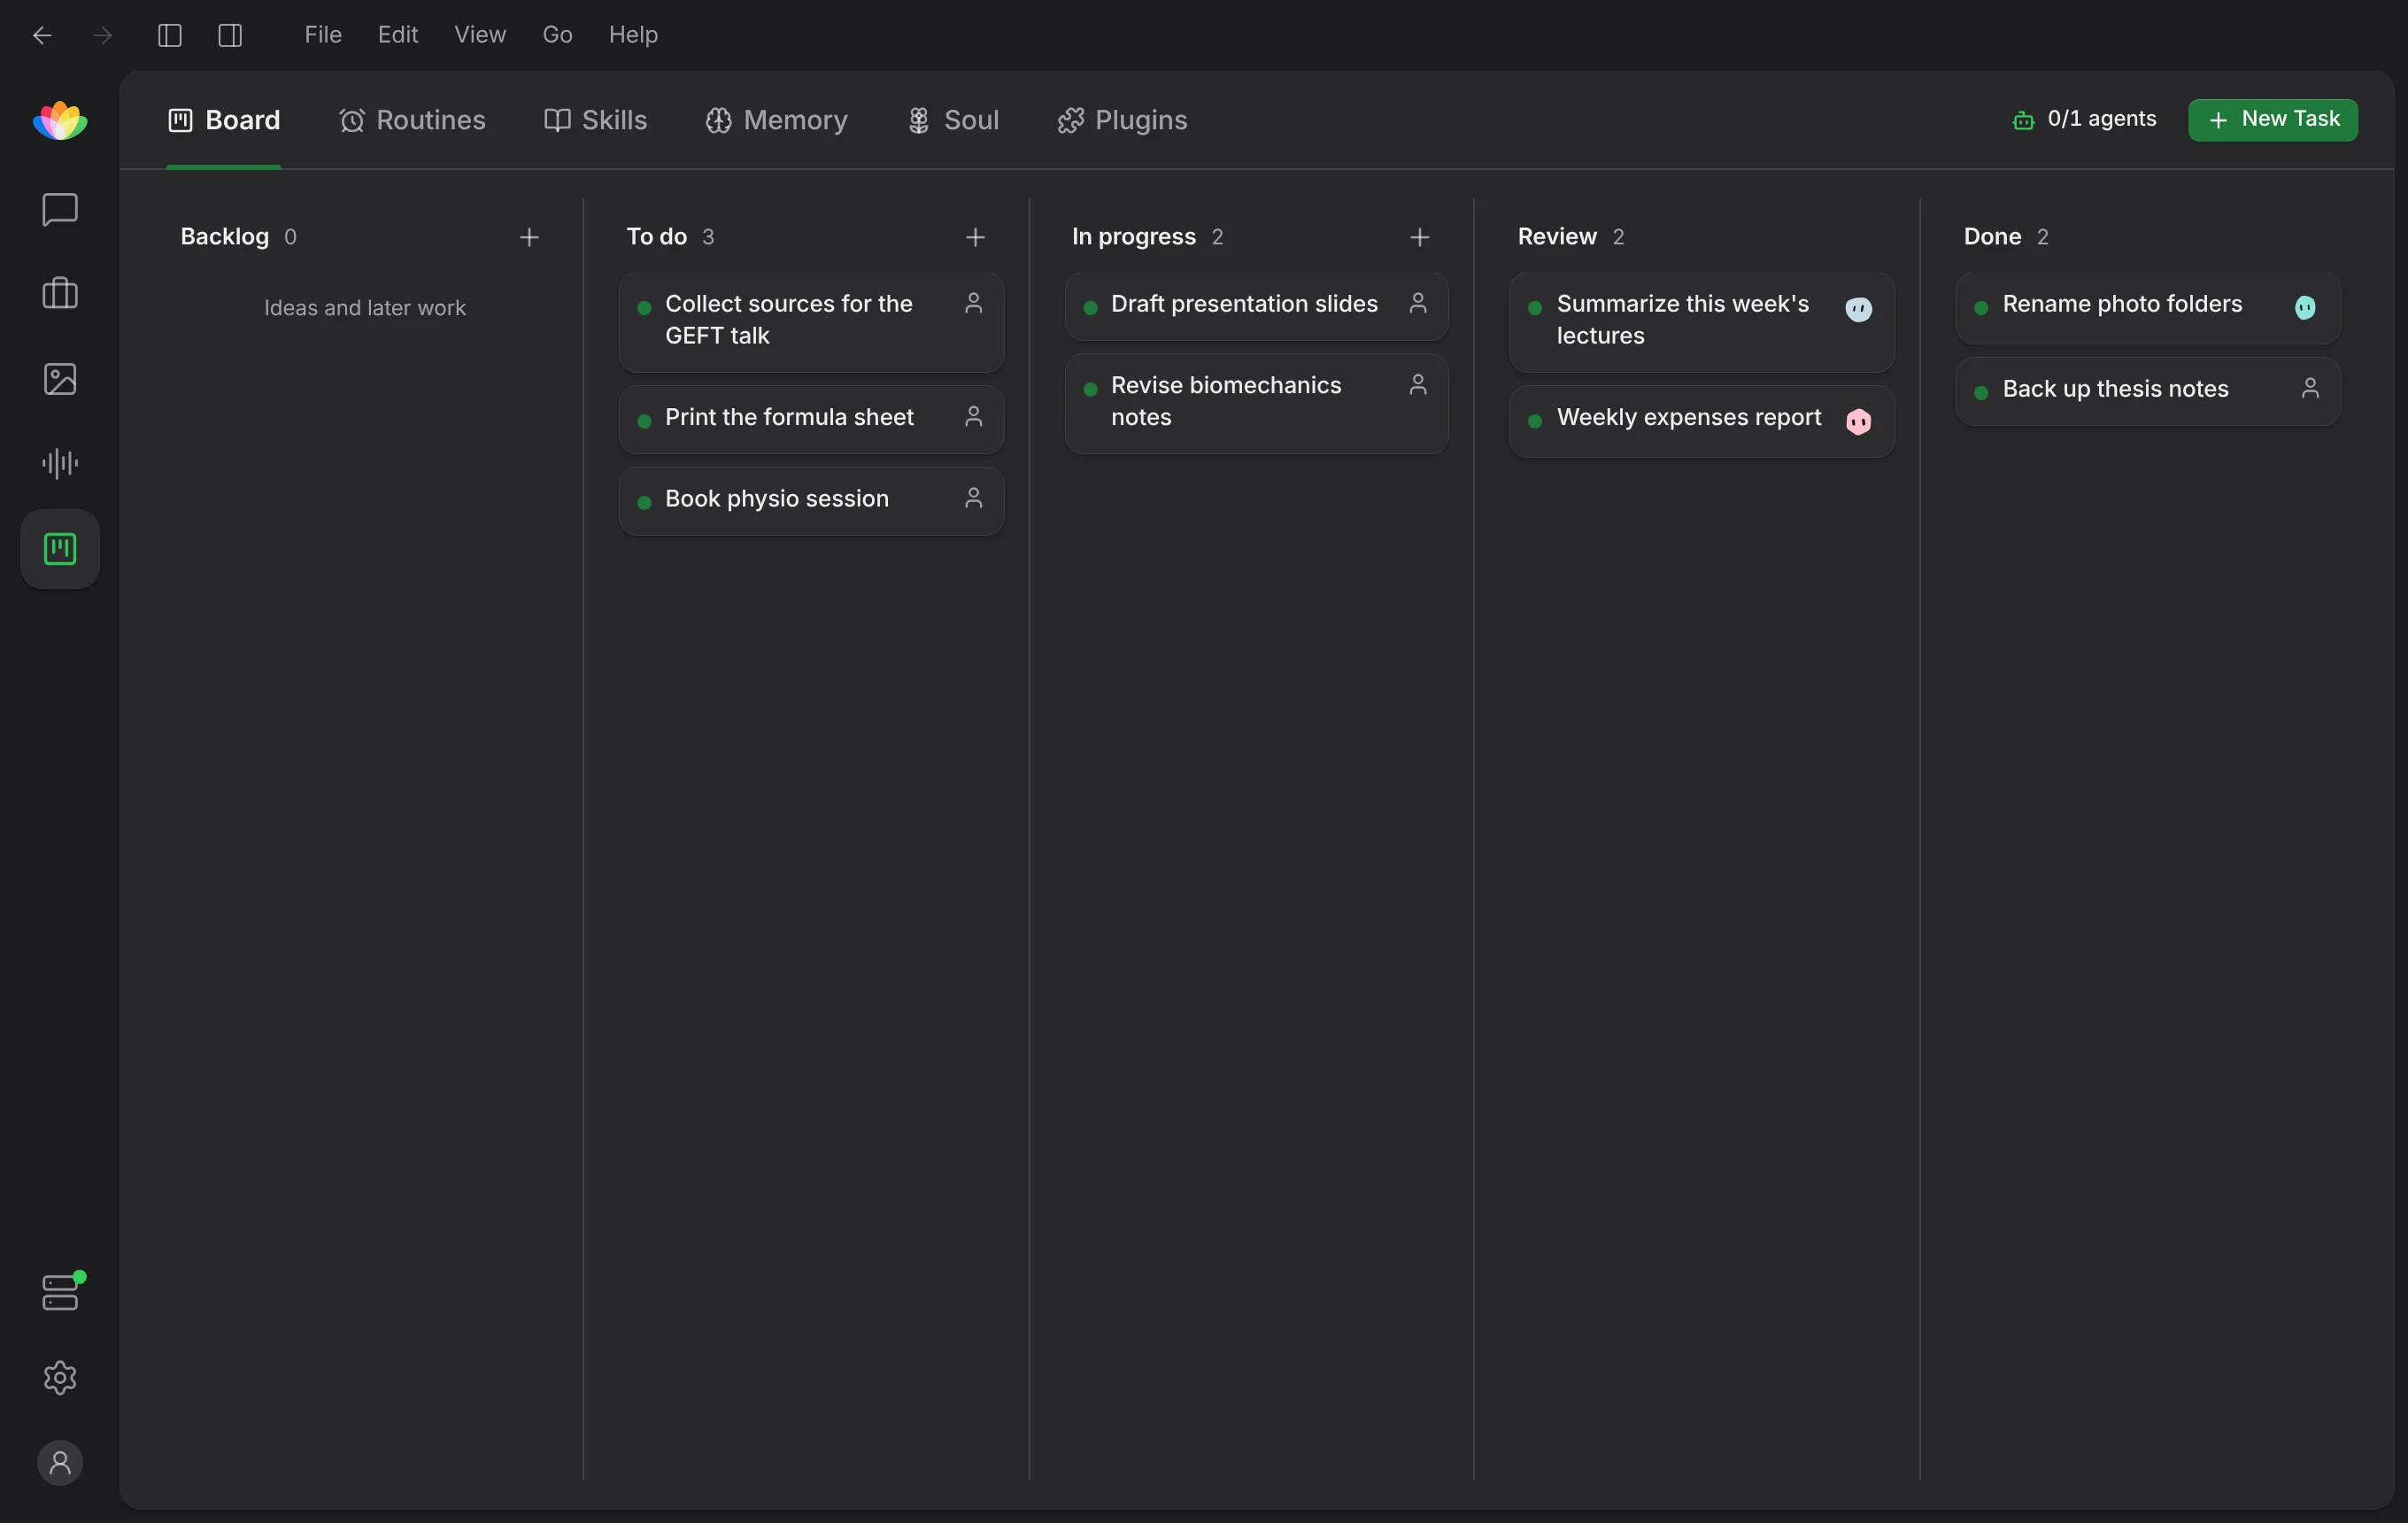 File Edit View Go Help
Board Routines Skills Memory Soul Plugins 0/1 agents New Task
Backlog 0
Ideas and later work
To do 3
Collect sources for the
GEFT talk
Print the formula sheet
Book physio session
In progress 2
Draft presentation slides
Revise biomechanics
notes
Review 2
Summarize this week's
lectures
Weekly expenses report
Done 2
Rename photo folders
Back up thesis notes